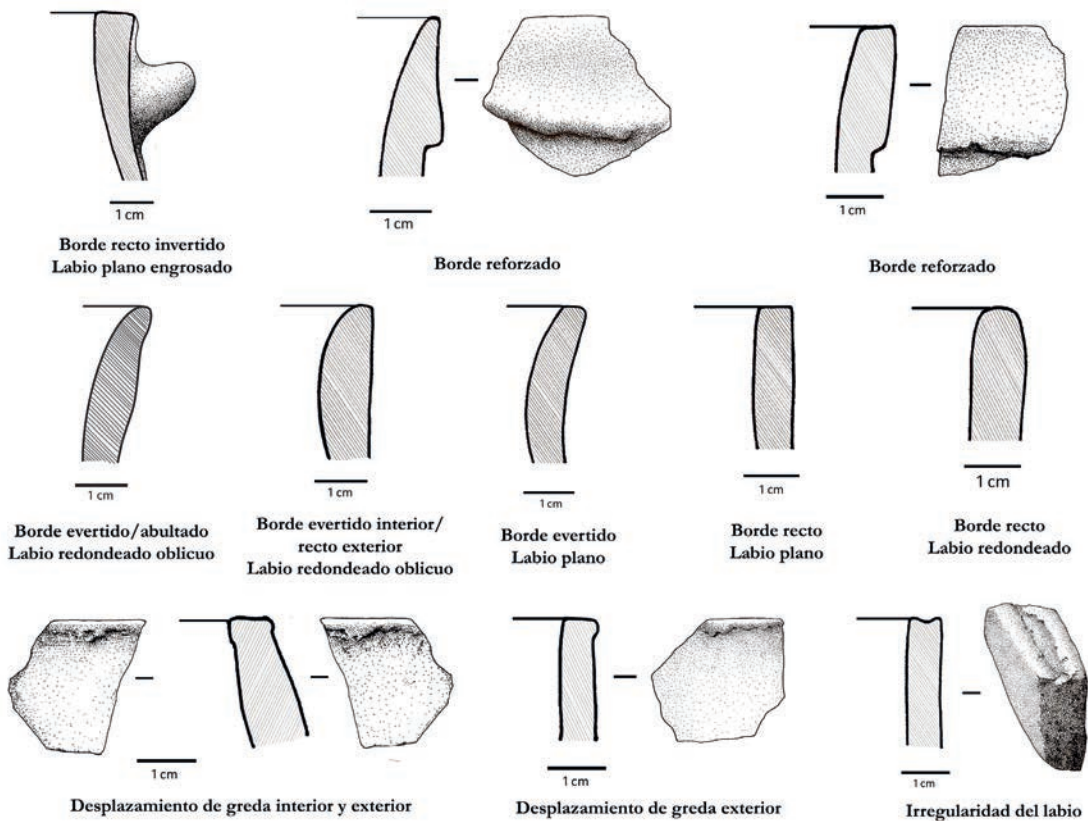 1 cm
Borde recto invertido
Labio plano engrosado
1 cm
Borde reforzado
1 cm
Borde reforzado
1 cm
Borde evertido/abultado
Labio redondeado oblicuo
1 cm
Borde evertido interior/
recto exterior
Labio redondeado oblicuo
1 cm
Borde evertido
Labio plano
1 cm
Borde recto
Labio plano
1 cm
Borde recto
Labio redondeado
1 cm
Desplazamiento de greda interior y exterior
1 cm
Desplazamiento de greda exterior
1 cm
Irregularidad del labio